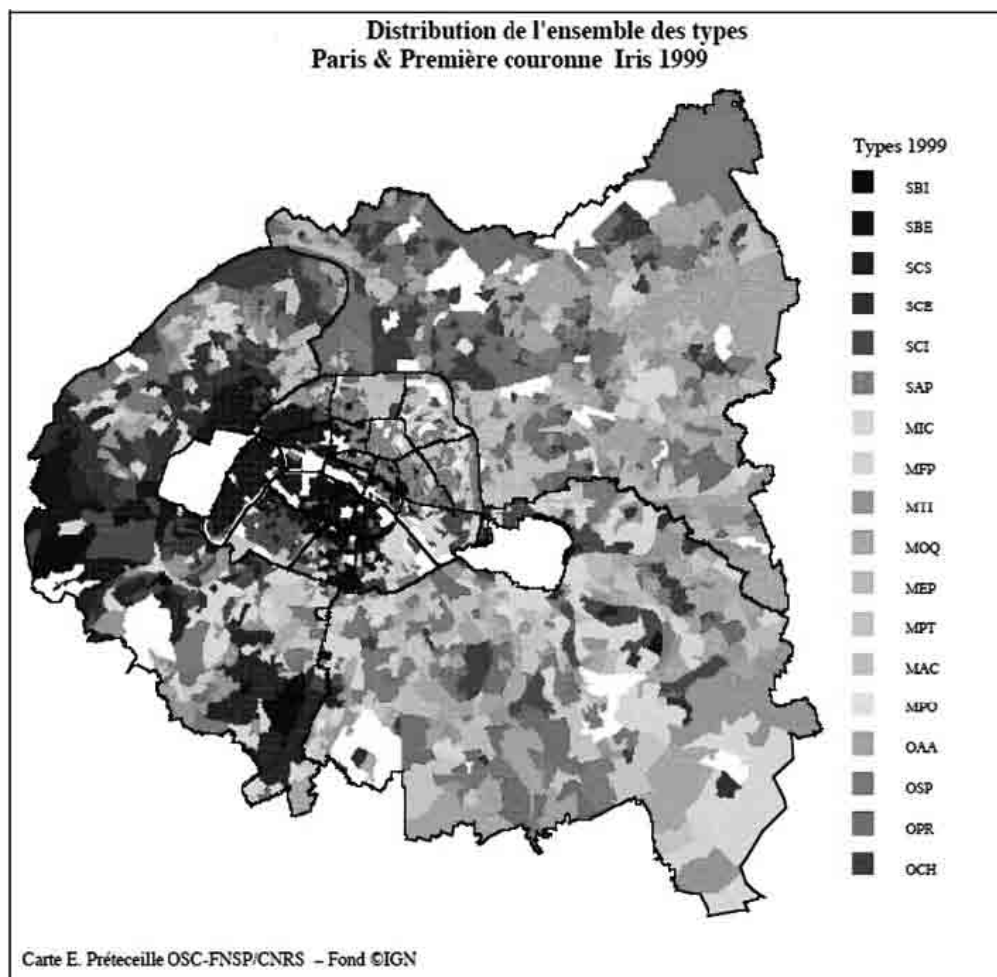 Distribution de l'ensemble des types
Paris & Première couronne Iris 1999
Types 1999
SBI
SBE
SCS
SCE
SCI
SAP
MIC
MFP
MTI
MOQ
MEP
MPT
MAC
MPO
OAA
OSP
OPR
OCH
Carte E. Préteceille OSC-FNSP/CNRS – Fond ©IGN